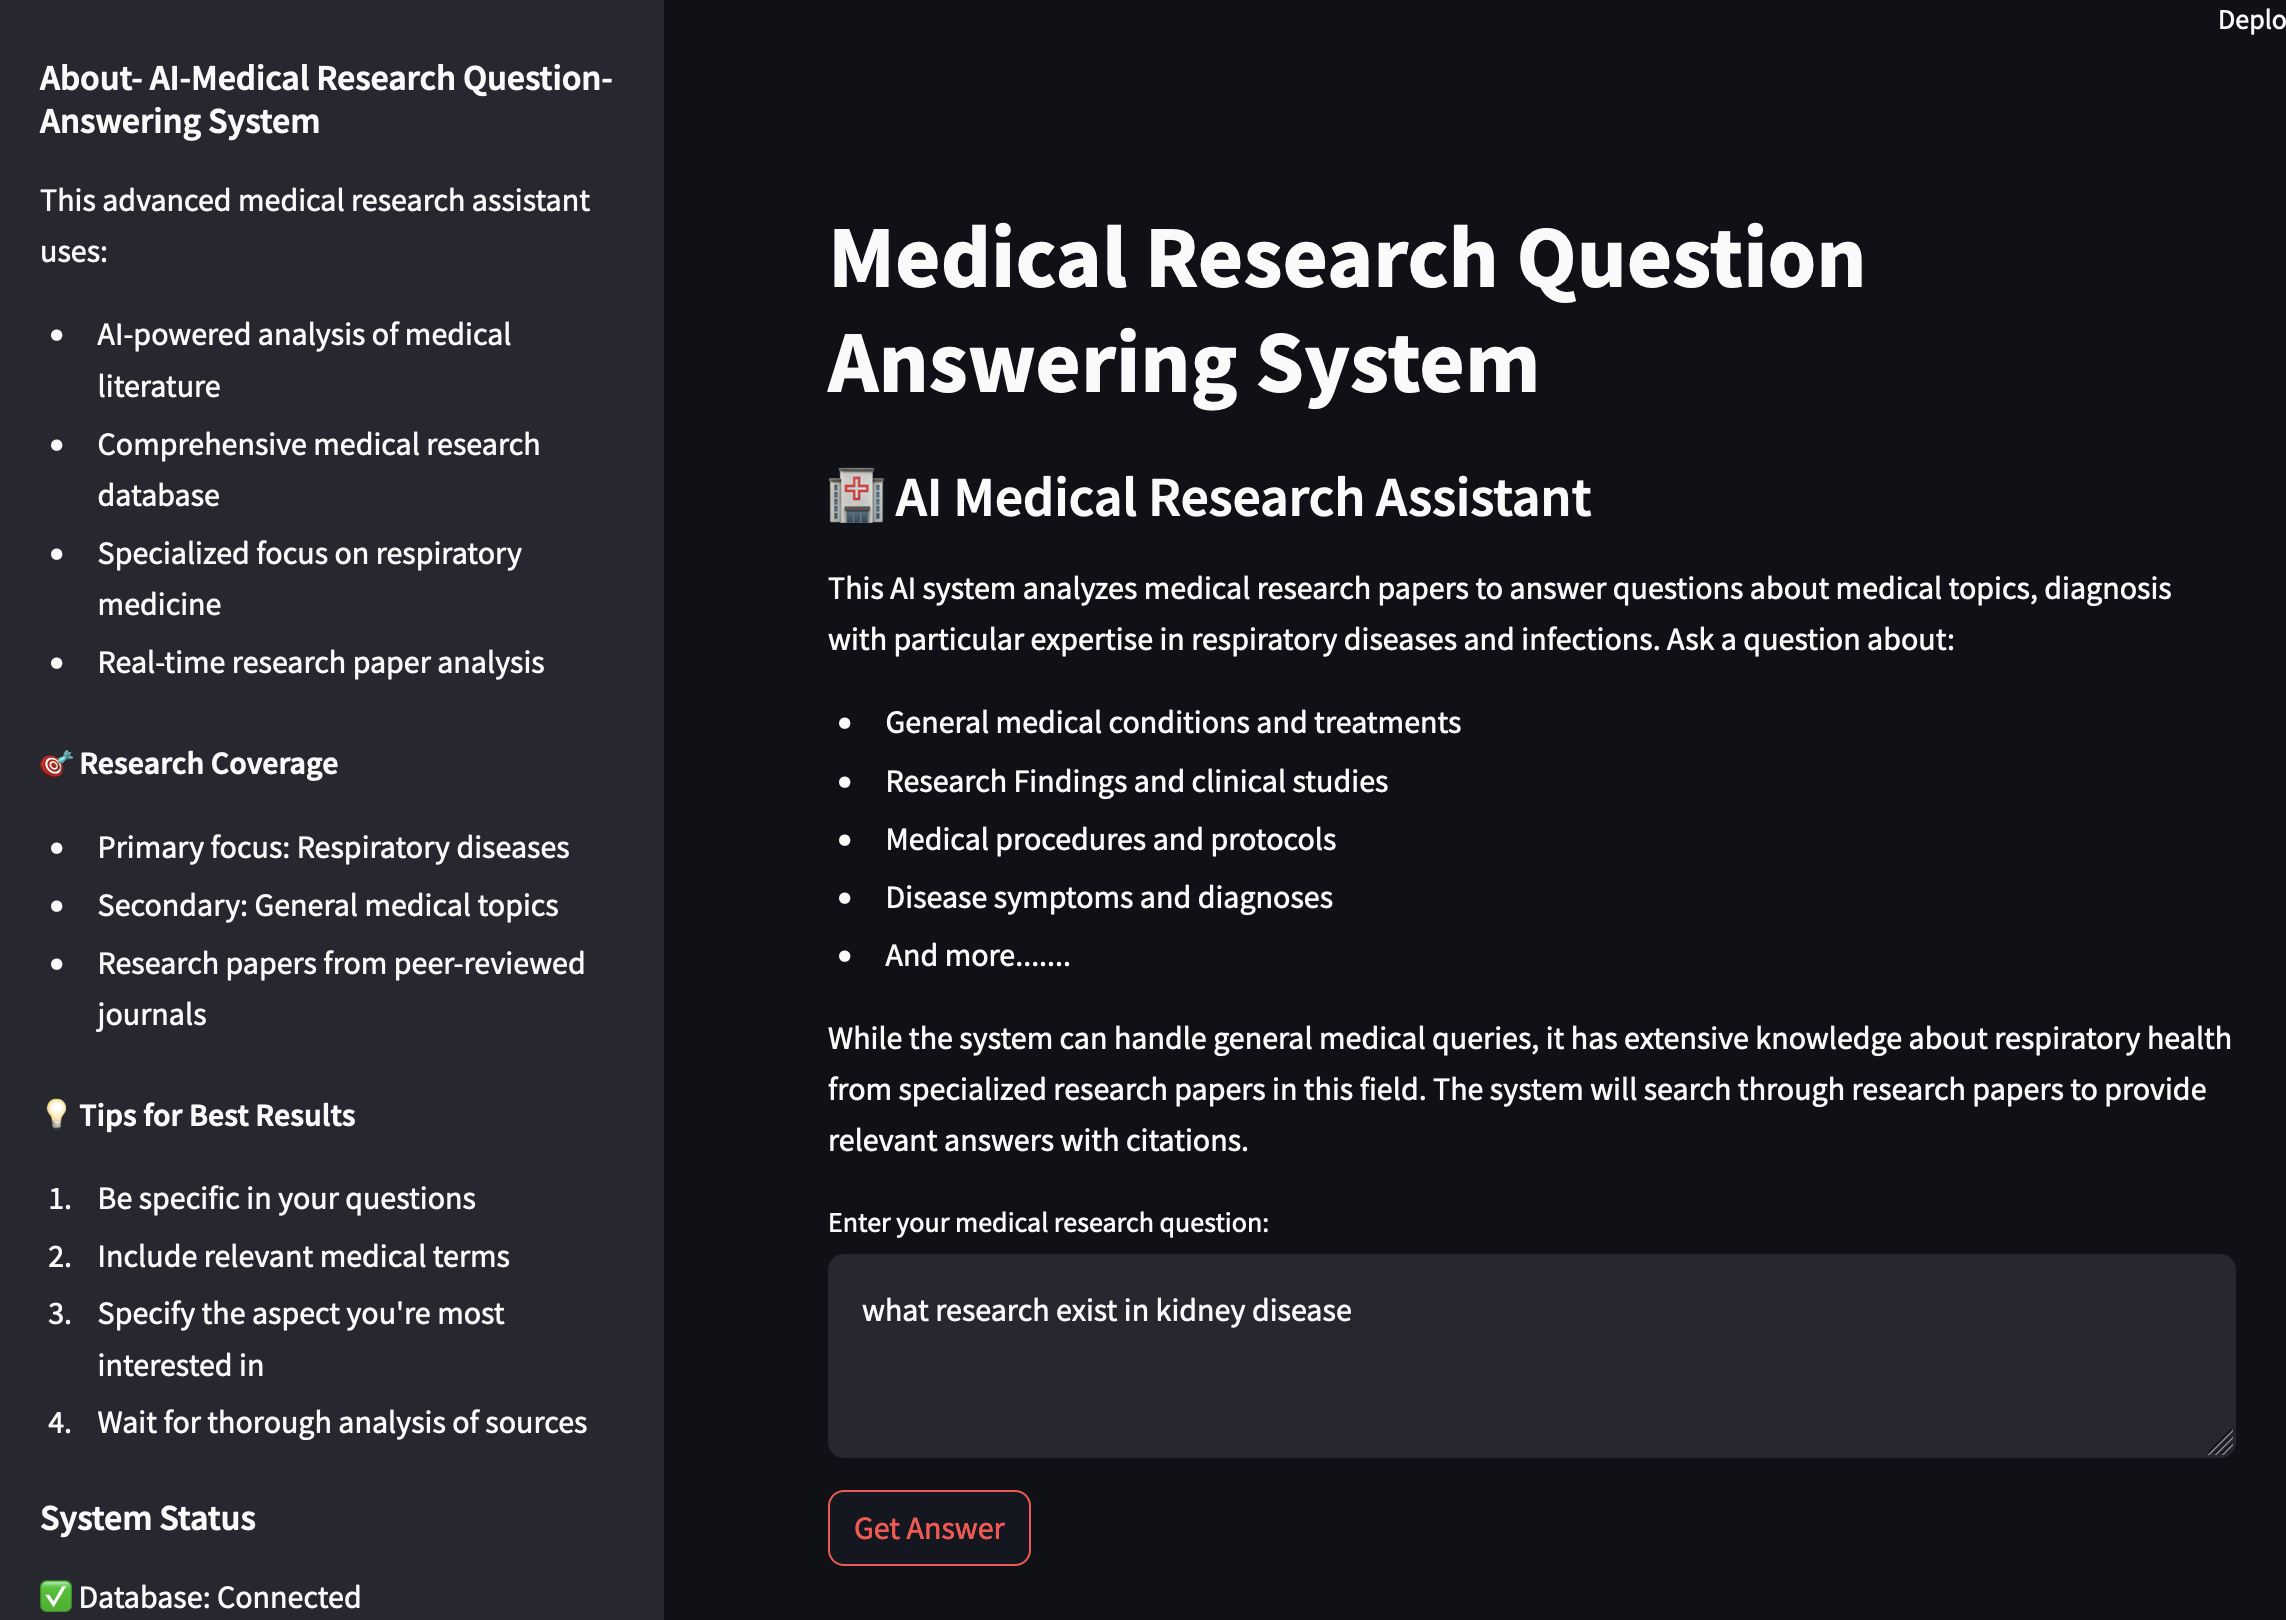 About- AI-Medical Research Question-
Answering System
This advanced medical research assistant
uses:
AI-powered analysis of medical
literature
Comprehensive medical research
database
Specialized focus on respiratory
medicine
Real-time research paper analysis
Research Coverage
Primary focus: Respiratory diseases
Secondary: General medical topics
Research papers from peer-reviewed
journals
Tips for Best Results
1. Be specific in your questions
2. Include relevant medical terms
3. Specify the aspect you're most
interested in
4. Wait for thorough analysis of sources
System Status
Database: Connected
Deplo
Medical Research Question
Answering System
AI Medical Research Assistant
This AI system analyzes medical research papers to answer questions about medical topics, diagnosis
with particular expertise in respiratory diseases and infections. Ask a question about:
General medical conditions and treatments
Research Findings and clinical studies
Medical procedures and protocols
Disease symptoms and diagnoses
And more.......
While the system can handle general medical queries, it has extensive knowledge about respiratory health
from specialized research papers in this field. The system will search through research papers to provide
relevant answers with citations.
Enter your medical research question:
what research exist in kidney disease
Get Answer